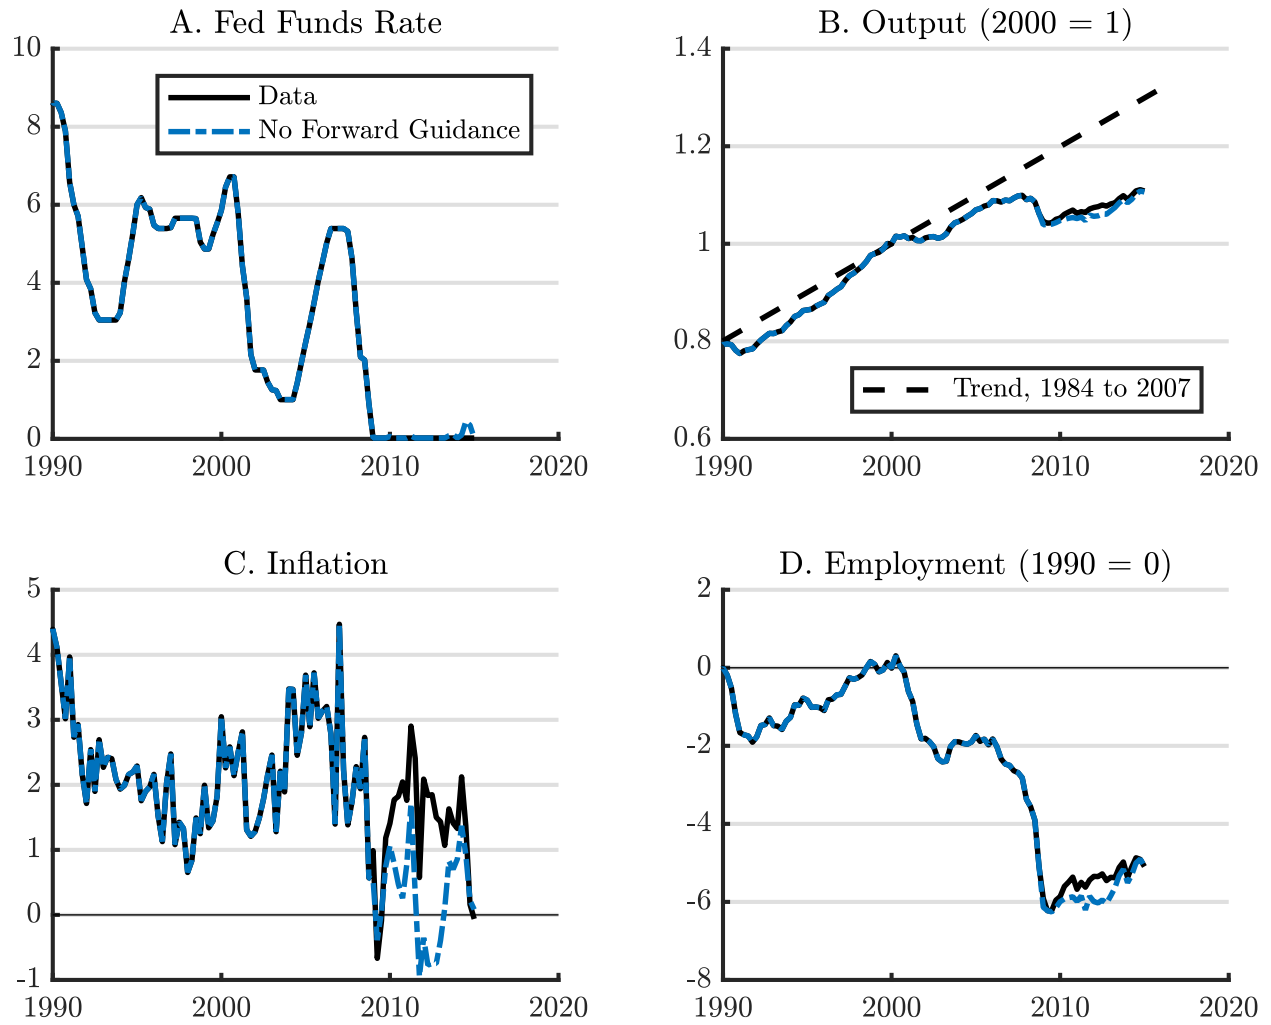 A. Fed Funds Rate
10
8
6
4
2
0
1990 2000 2010 2020
Data
No Forward Guidance
B. Output (2000 = 1)
1.4
1.2
1
0.8
0.6
1990 2000 2010 2020
Trend, 1984 to 2007
C. Inflation
5
4
3
2
1
0
-1
1990 2000 2010 2020
D. Employment (1990 = 0)
2
0
-2
-4
-6
-8
1990 2000 2010 2020